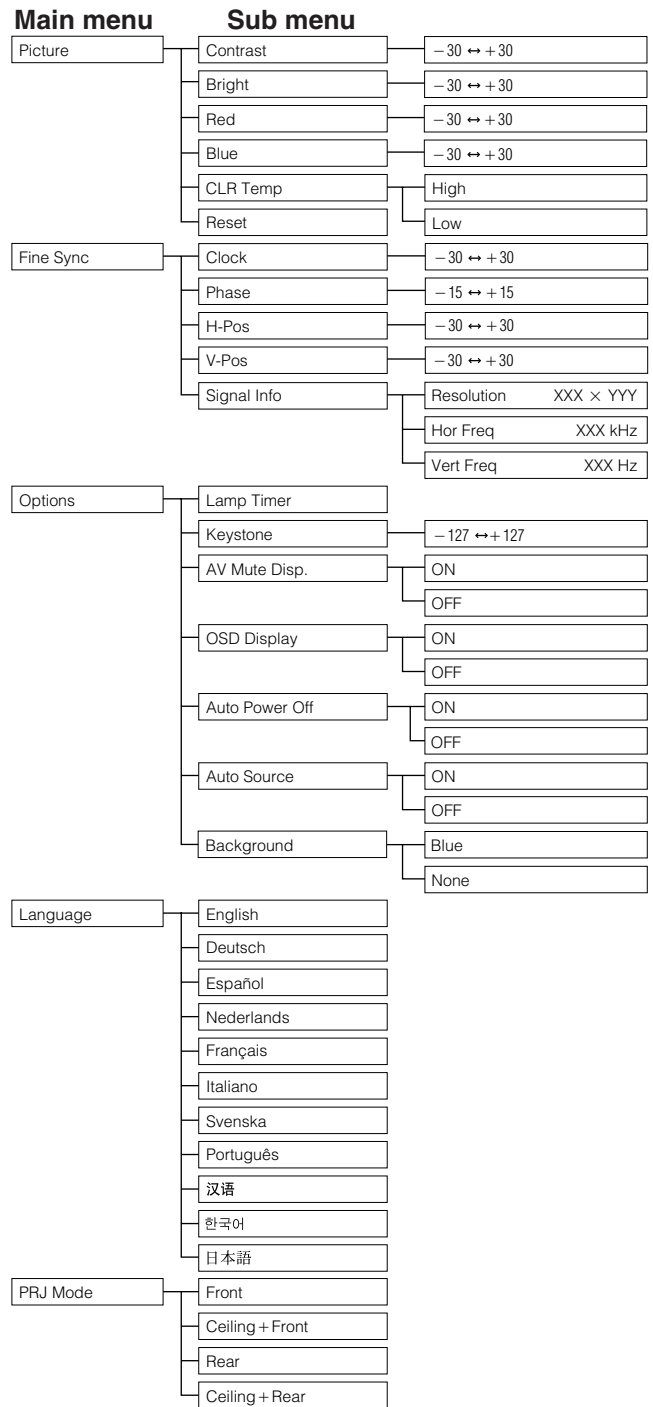 Main menu Sub menu
Picture Contrast −30 ↔ +30
Bright −30 ↔ +30
Red −30 ↔ +30
Blue −30 ↔ +30
CLR Temp High
Reset Low
Fine Sync Clock −30 ↔ +30
Phase −15 ↔ +15
H-Pos −30 ↔ +30
V-Pos −30 ↔ +30
Signal Info Resolution XXX × YYY
Hor Freq XXX kHz
Vert Freq XXX Hz
Options Lamp Timer
Keystone −127 ↔ +127
AV Mute Disp. ON
OFF
OSD Display ON
OFF
Auto Power Off ON
OFF
Auto Source ON
OFF
Background Blue
None
Language English
Deutsch
Español
Nederlands
Français
Italiano
Svenska
Português
汉语
한국어
日本語
PRJ Mode Front
Ceiling+Front
Rear
Ceiling+Rear